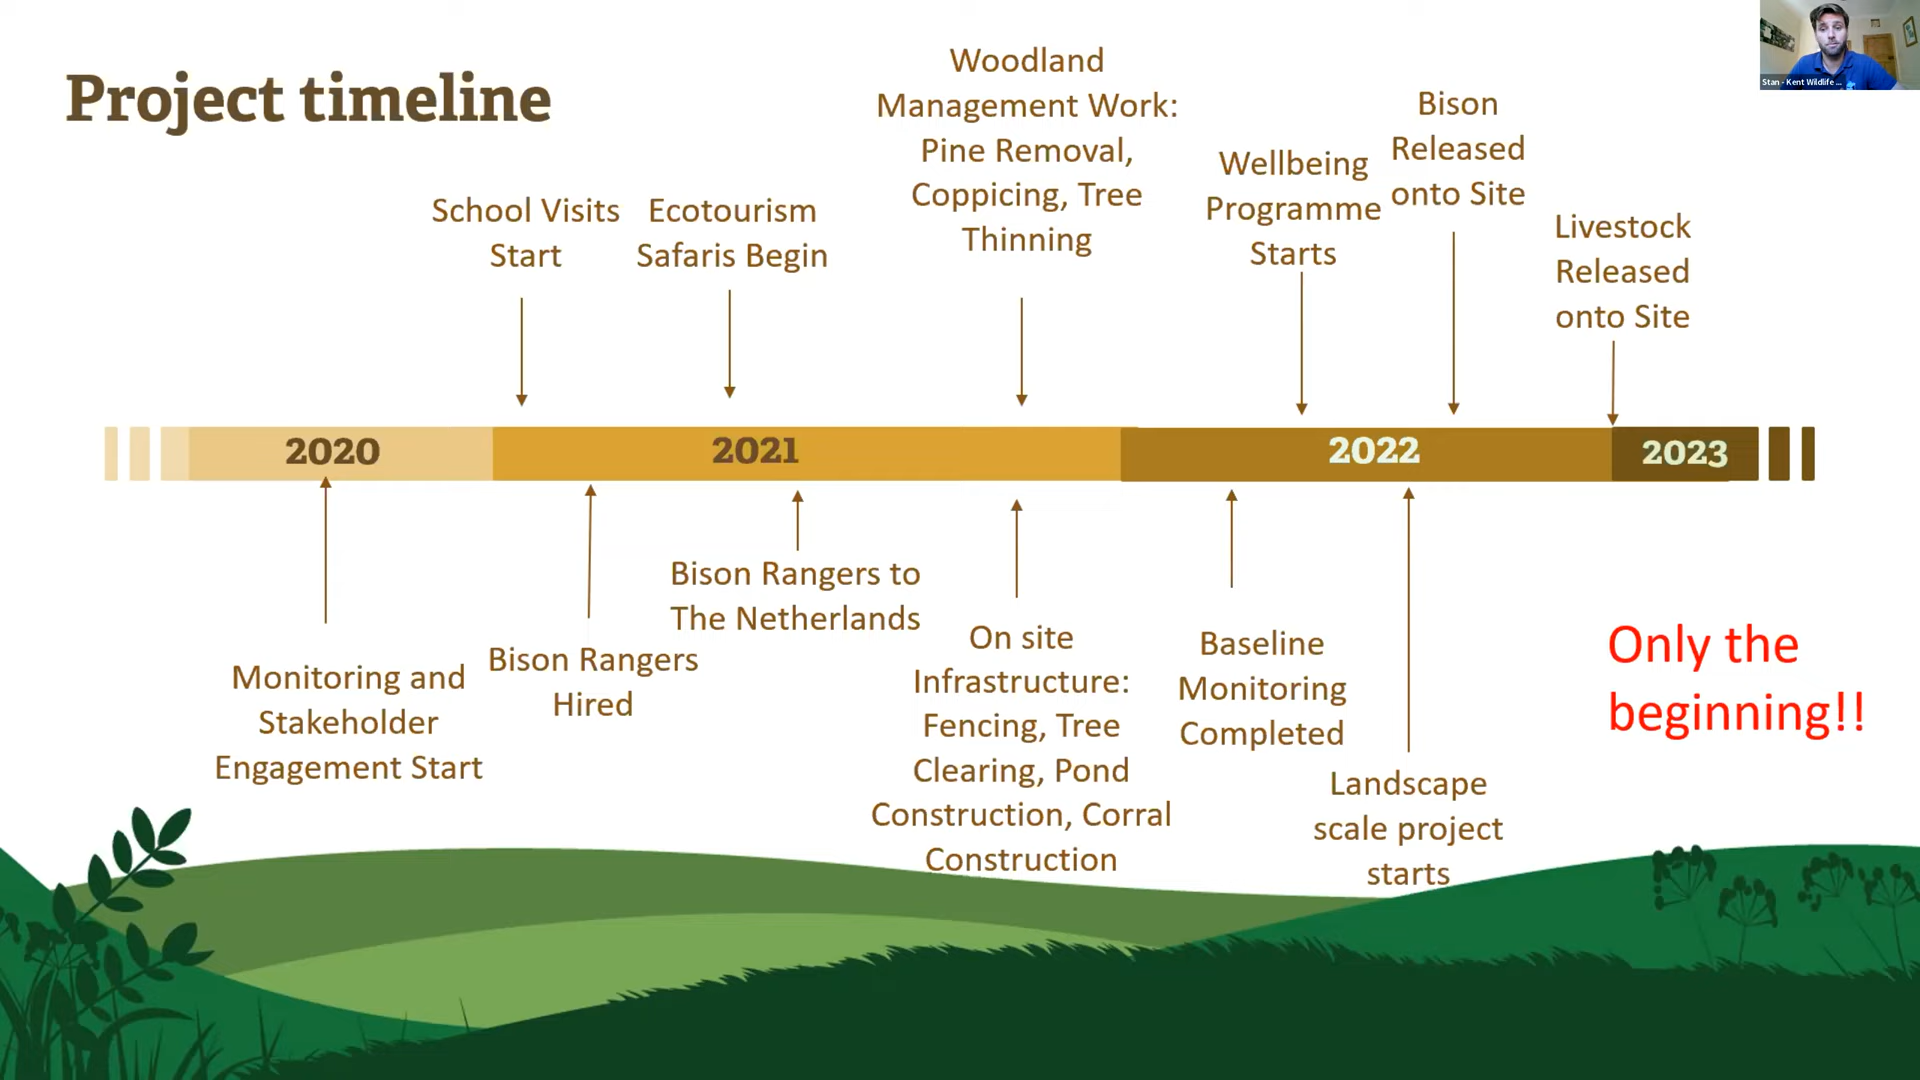 Project timeline
Stan - Kent Wildlife ...
Woodland
Management Work:
Pine Removal,
Coppicing, Tree
Thinning
Bison
Released
onto Site
Wellbeing
Programme
Starts
School Visits
Start
Ecotourism
Safaris Begin
Livestock
Released
onto Site
2020
2021
2022
2023
Monitoring and
Stakeholder
Engagement Start
Bison Rangers
Hired
Bison Rangers to
The Netherlands
On site
Infrastructure:
Fencing, Tree
Clearing, Pond
Construction, Corral
Construction
Baseline
Monitoring
Completed
Landscape
scale project
starts
Only the
beginning!!